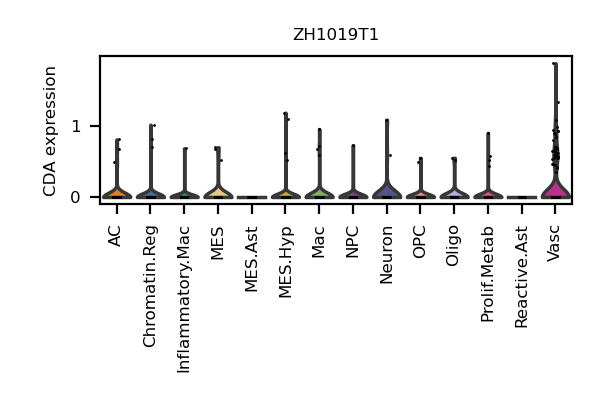 ZH1019T1
CDA expression
1
0
AC
Chromatin.Reg
Inflammatory.Mac
MES
MES.Ast
MES.Hyp
Mac
NPC
Neuron
OPC
Oligo
Prolif.Metab
Reactive.Ast
Vasc